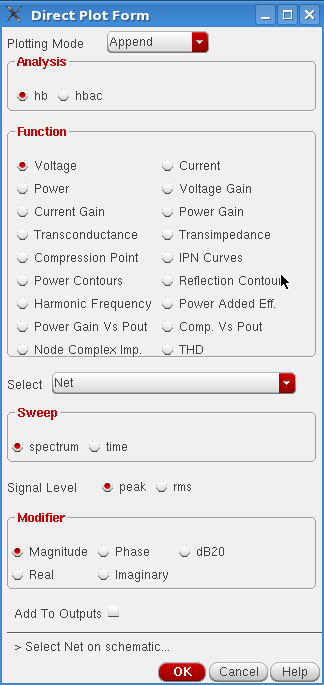 Direct Plot Form
Plotting Mode Append
Analysis
hb hbac
Function
Voltage Current
Power Voltage Gain
Current Gain Power Gain
Transconductance Transimpedance
Compression Point IPN Curves
Power Contours Reflection Contours
Harmonic Frequency Power Added Eff.
Power Gain Vs Pout Comp. Vs Pout
Node Complex Imp. THD
Select Net
Sweep
spectrum time
Signal Level peak rms
Modifier
Magnitude Phase dB20
Real Imaginary
Add To Outputs
> Select Net on schematic...
OK Cancel Help